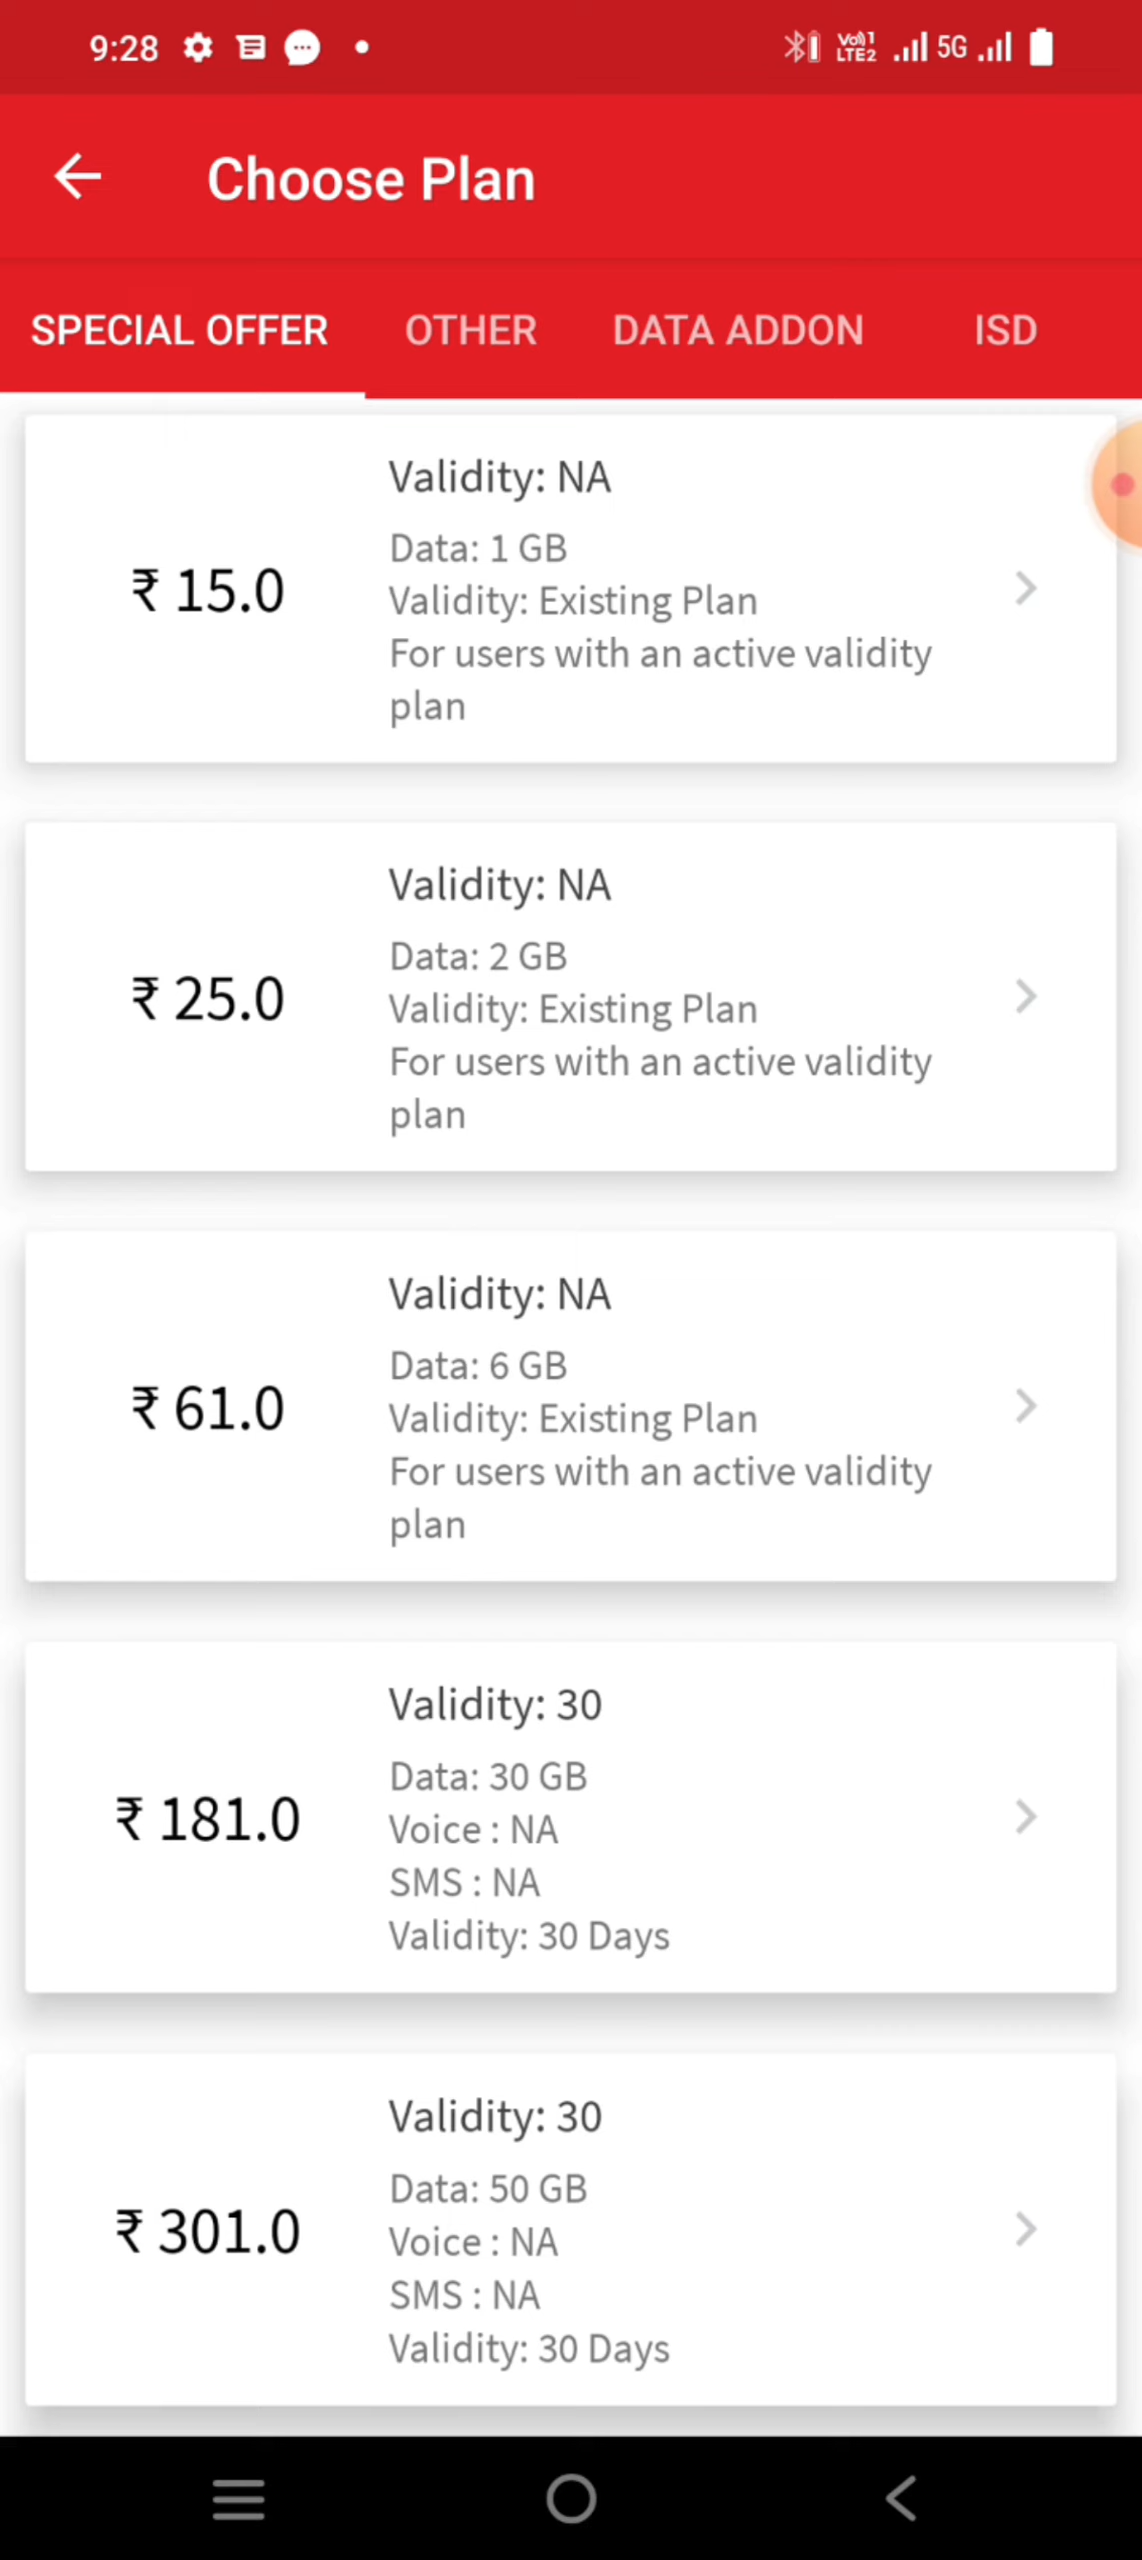 9:28
Vo)) 1
LTE2
5G
Choose Plan
SPECIAL OFFER
OTHER
DATA ADDON
ISD
Validity: NA
₹ 15.0
Data: 1 GB
Validity: Existing Plan
For users with an active validity
plan
Validity: NA
₹ 25.0
Data: 2 GB
Validity: Existing Plan
For users with an active validity
plan
Validity: NA
₹ 61.0
Data: 6 GB
Validity: Existing Plan
For users with an active validity
plan
Validity: 30
₹ 181.0
Data: 30 GB
Voice : NA
SMS : NA
Validity: 30 Days
Validity: 30
₹ 301.0
Data: 50 GB
Voice : NA
SMS : NA
Validity: 30 Days